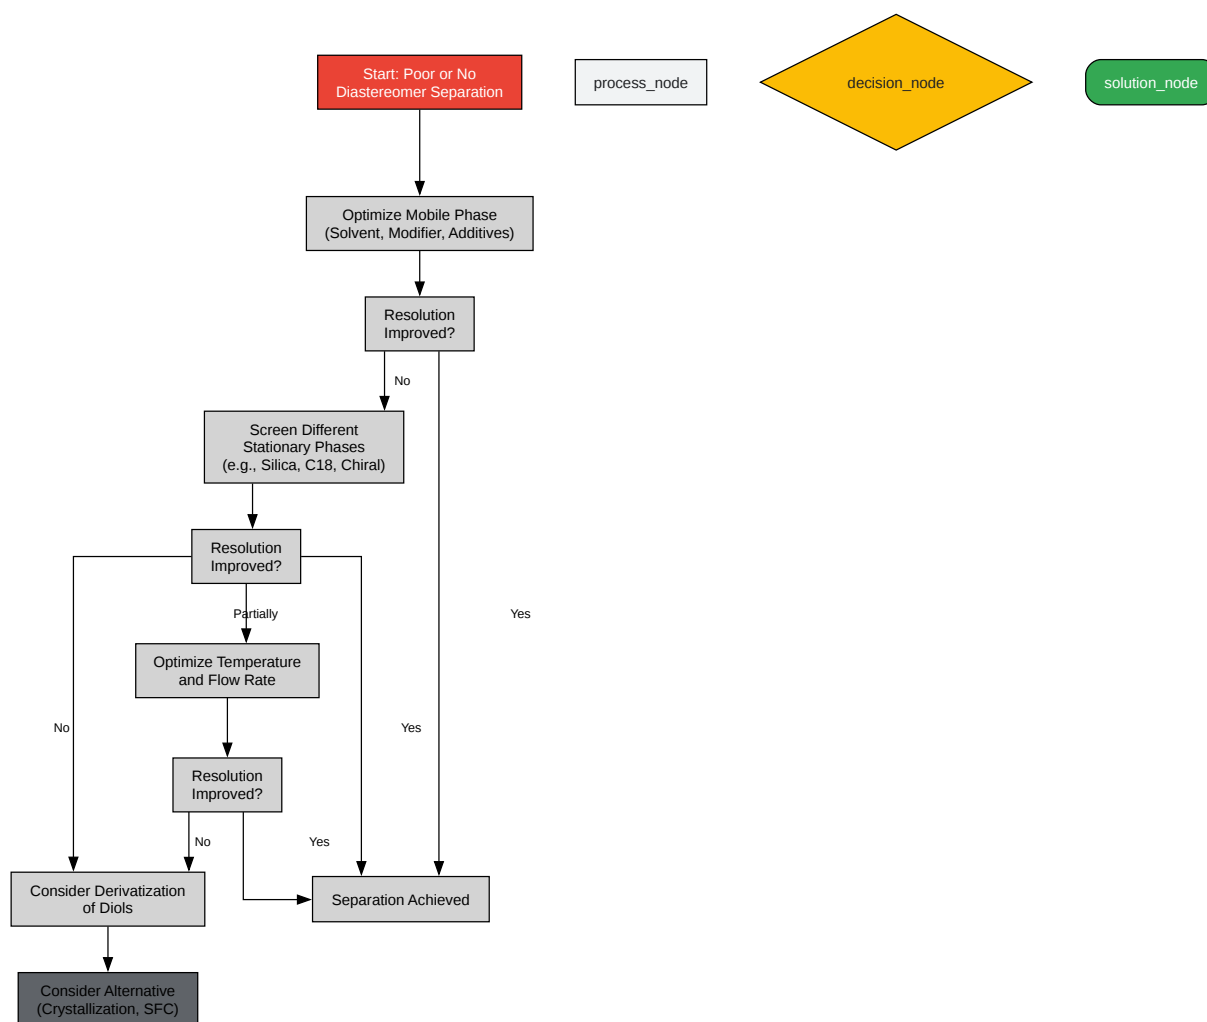 Start: Poor or No
Diastereomer Separation
process_node
decision_node
solution_node
Optimize Mobile Phase
(Solvent, Modifier, Additives)
Resolution
Improved?
No
Screen Different
Stationary Phases
(e.g., Silica, C18, Chiral)
Resolution
Improved?
Partially
Yes
Optimize Temperature
and Flow Rate
No
Yes
Resolution
Improved?
No
Yes
Consider Derivatization
of Diols
Separation Achieved
Consider Alternative
(Crystallization, SFC)